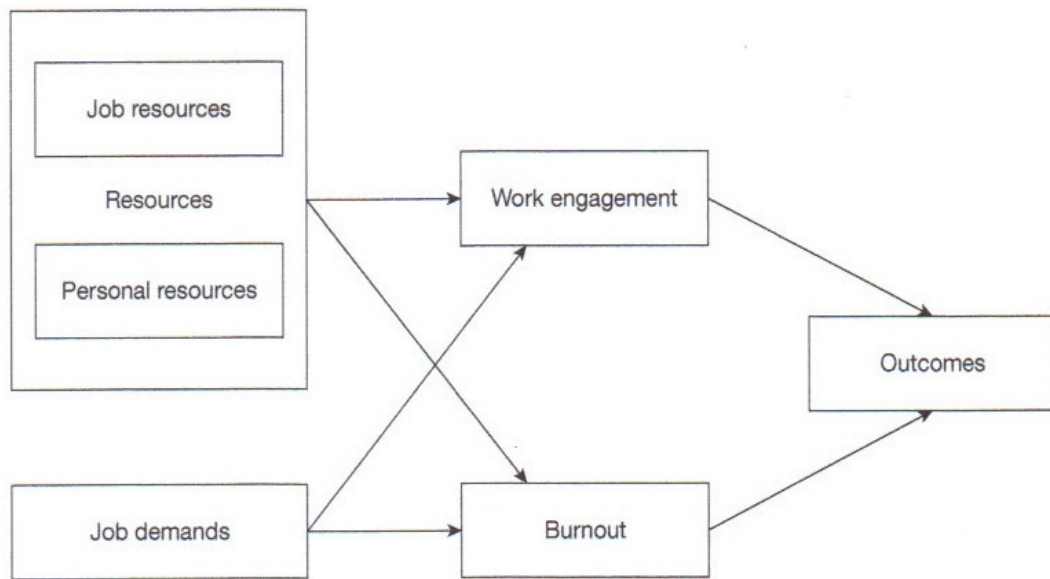 Job resources
Resources
Personal resources
Work engagement
Outcomes
Job demands
Burnout